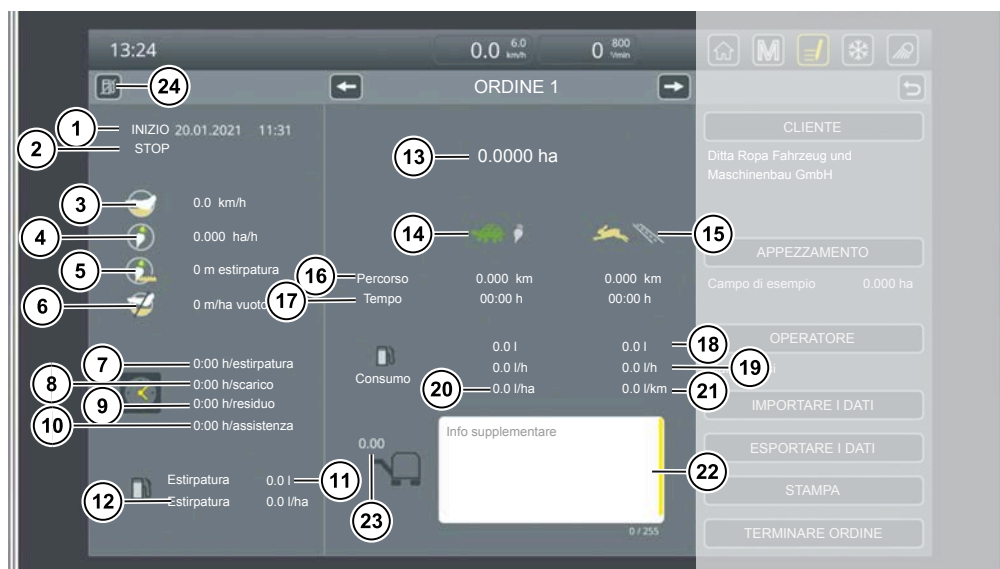 13:24
0.0 6.0 km/h
0 800 1/min
M
24
ORDINE 1
1 INIZIO 20.01.2021 11:31
2 STOP
3 0.0 km/h
4 0.000 ha/h
5 0 m estirpatura
6 0 m/ha vuoto
7 0:00 h/estirpatura
8 0:00 h/scarico
9 0:00 h/residuo
10 0:00 h/assistenza
Estirpatura 0.0 l 11
12 Estirpatura 0.0 l/ha
13 0.0000 ha
14
15
16 Percorso 0.000 km 0.000 km
17 Tempo 00:00 h 00:00 h
0.0 l 0.0 l 18
Consumo 0.0 l/h 0.0 l/h 19
20 0.0 l/ha 0.0 l/km 21
0.00
23
Info supplementare
22
0 / 255
CLIENTE
Ditta Ropa Fahrzeug und
Maschinenbau GmbH
APPEZZAMENTO
Campo di esempio 0.000 ha
OPERATORE
IMPORTARE I DATI
ESPORTARE I DATI
STAMPA
TERMINARE ORDINE